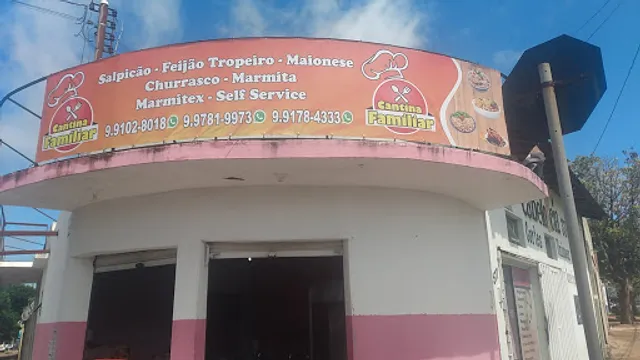 Salpicão - Feijão Tropeiro - Maionese
Churrasco - Marmita
Marmitex - Self Service
9.9102-8018 9.9781-9973 9.9178-4333
Cantina
Familiar
Cantina
Familiar